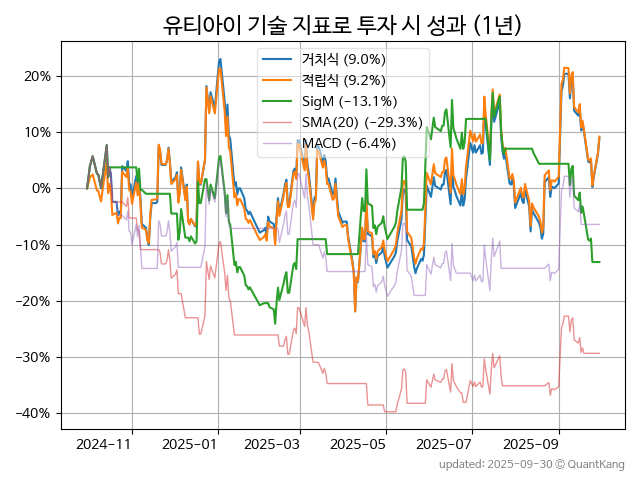 유티아이 기술 지표로 투자 시 성과 (1년)
거치식 (9.0%)
적립식 (9.2%)
SigM (−13.1%)
SMA(20) (−29.3%)
MACD (−6.4%)
20%
10%
0%
−10%
−20%
−30%
−40%
2024-11
2025-01
2025-03
2025-05
2025-07
2025-09
updated: 2025-09-30 © QuantKang